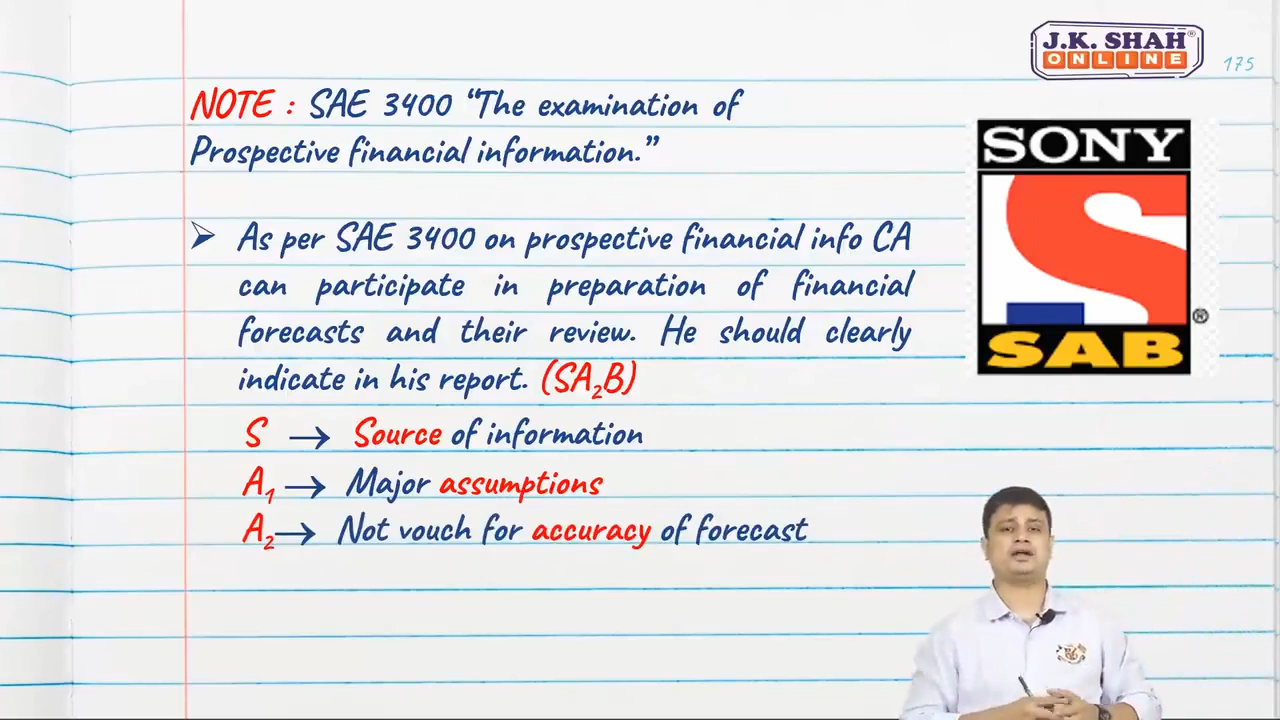 J.K. SHAH®
ONLINE
175
NOTE : SAE 3400 “The examination of
Prospective financial information.”
SONY
S
SAB
®
➢ As per SAE 3400 on prospective financial info CA
can participate in preparation of financial
forecasts and their review. He should clearly
indicate in his report. (SA₂B)
S → Source of information
A₁ → Major assumptions
A₂ → Not vouch for accuracy of forecast